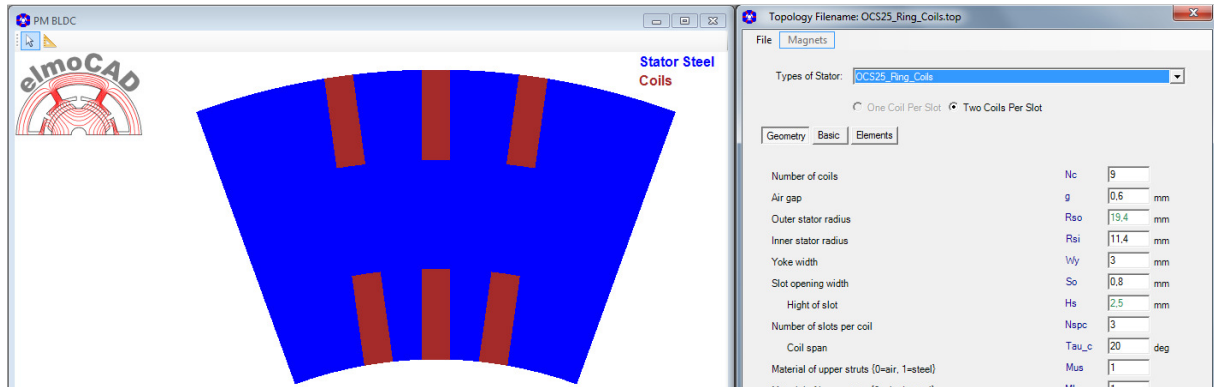 PM BLDC
elmoCAD
Stator Steel
Coils
Topology Filename: OCS25_Ring_Coils.top
File Magnets
Types of Stator: OCS25_Ring_Coils
One Coil Per Slot Two Coils Per Slot
Geometry Basic Elements
Number of coils Nc 9
Air gap g 0,6 mm
Outer stator radius Rso 19,4 mm
Inner stator radius Rsi 11,4 mm
Yoke width Wy 3 mm
Slot opening width So 0,8 mm
Hight of slot Hs 2,5 mm
Number of slots per coil Nspc 3
Coil span Tau_c 20 deg
Material of upper struts {0=air, 1=steel} Mus 1